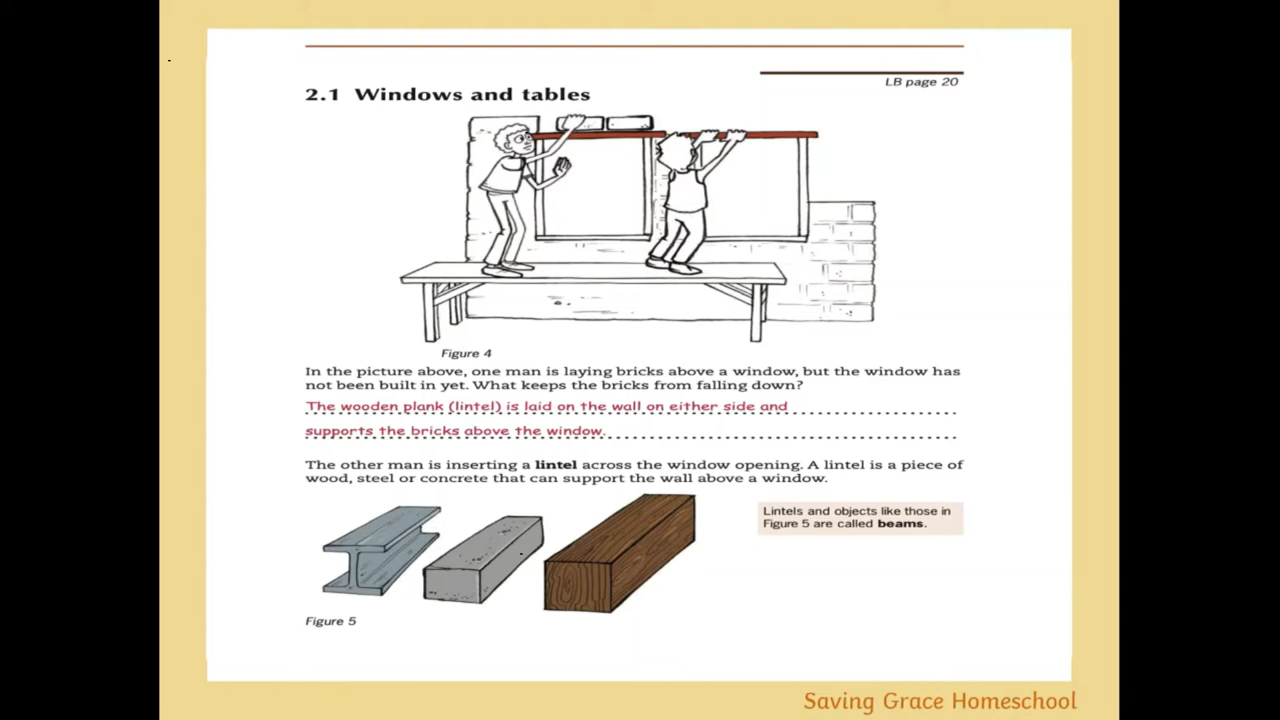 LB page 20
2.1 Windows and tables
Figure 4
In the picture above, one man is laying bricks above a window, but the window has
not been built in yet. What keeps the bricks from falling down?
The wooden plank (lintel) is laid on the wall on either side and
supports the bricks above the window.
The other man is inserting a lintel across the window opening. A lintel is a piece of
wood, steel or concrete that can support the wall above a window.
Lintels and objects like those in
Figure 5 are called beams.
Figure 5
Saving Grace Homeschool